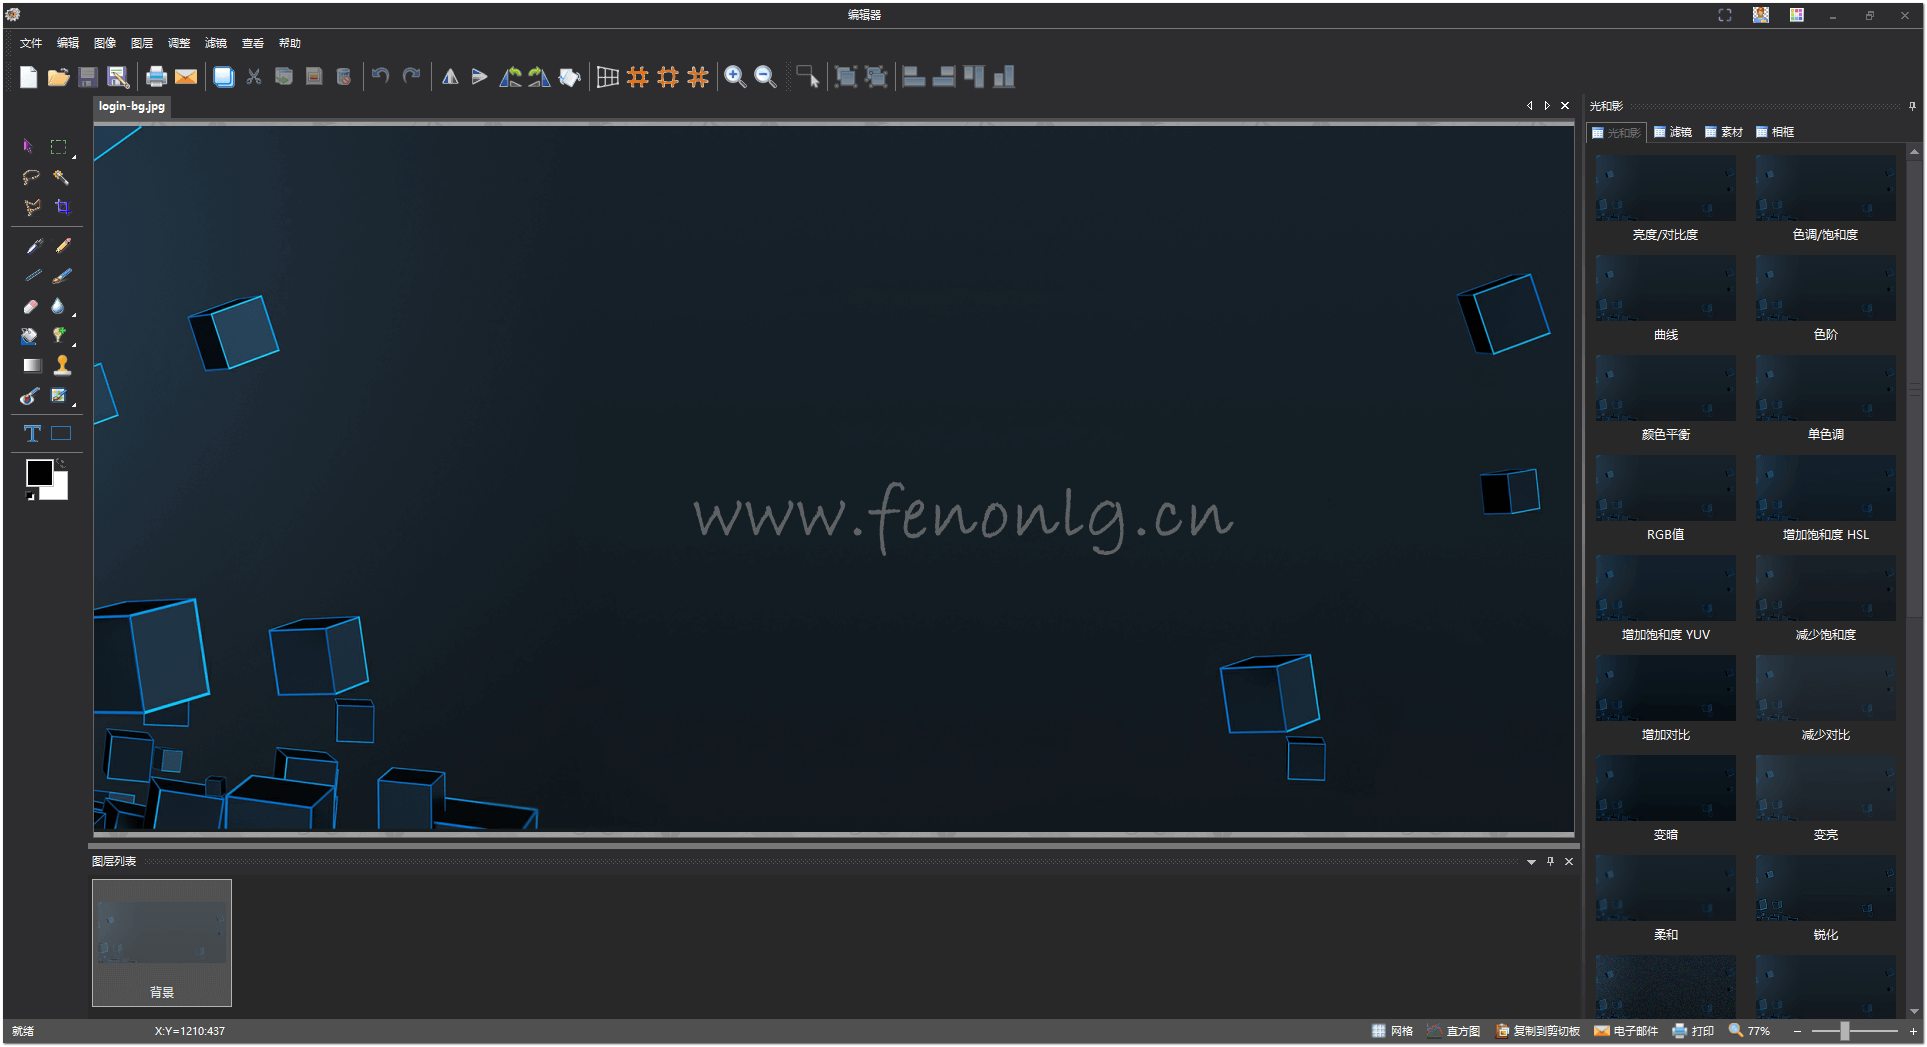 编辑器
文件 编辑 图像 图层 调整 滤镜 查看 帮助
login-bg.jpg
光和影
光和影 滤镜 素材 相框
亮度/对比度 色调/饱和度
曲线 色阶
颜色平衡 单色调
www.fenonlg.cn
RGB值 增加饱和度 HSL
增加饱和度 YUV 减少饱和度
增加对比 减少对比
变暗 变亮
柔和 锐化
图层列表
背景
就绪 X:Y=1210:437 网格 直方图 复制到剪切板 电子邮件 打印 77%